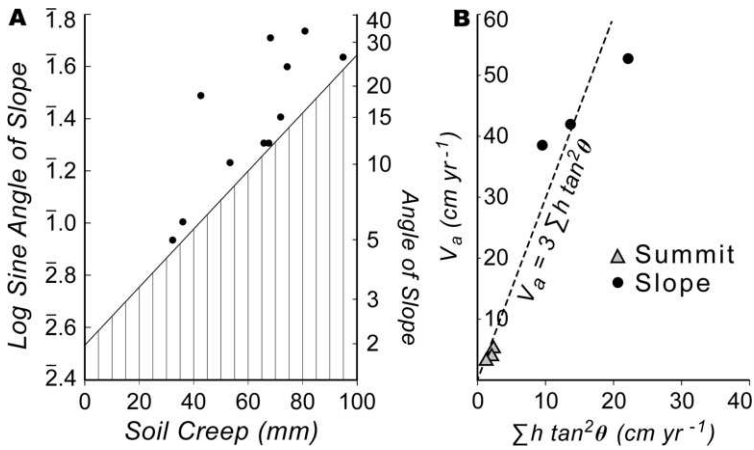 A
Log Sine Angle of Slope
1̅.8
1̅.6
1̅.4
1̅.2
1̅.0
2̅.8
2̅.6
2̅.4
0 20 40 60 80 100
Soil Creep (mm)
40
30
20
15
10
5
3
2
Angle of Slope
B
Vₐ (cm yr⁻¹)
60
50
40
30
20
10
0 10 20 30 40
∑h tan²θ (cm yr⁻¹)
Vₐ = 3 ∑h tan²θ
Summit
Slope